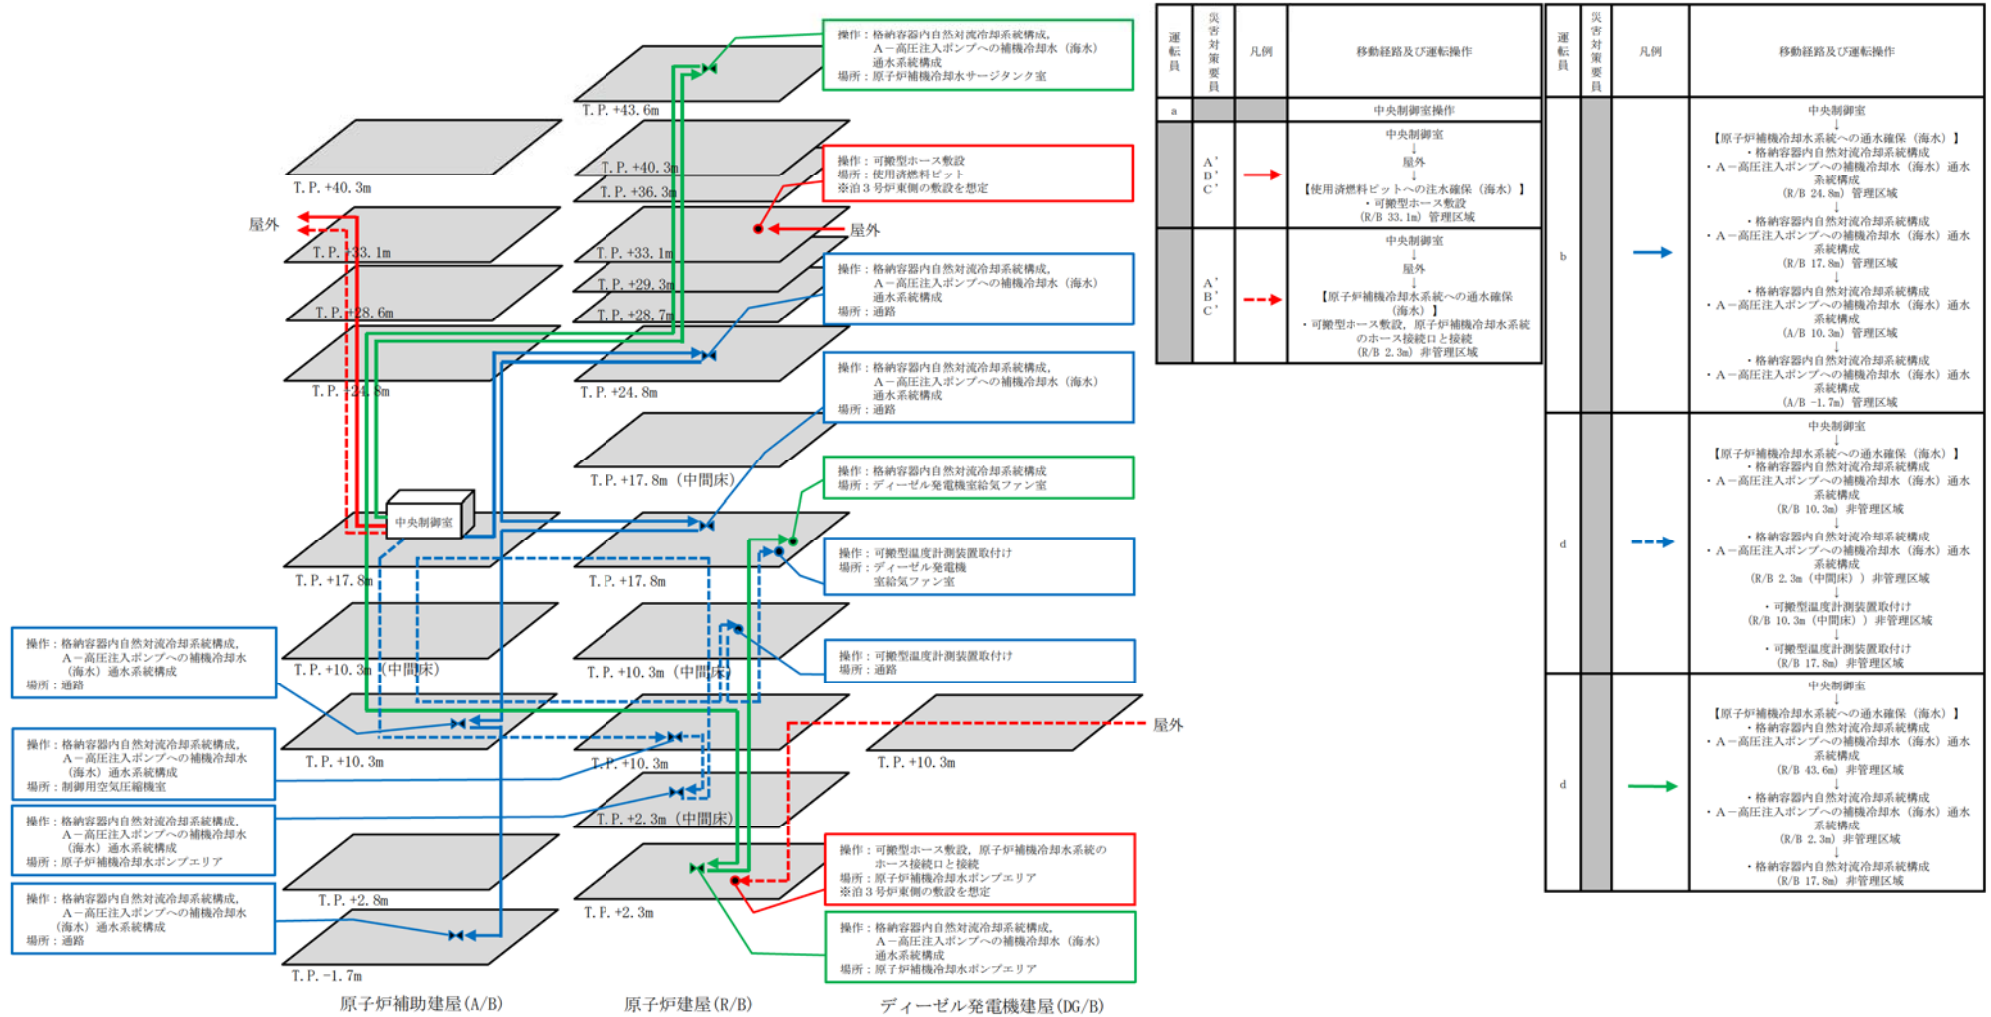 操作：格納容器内自然対流冷却系統構成，
A－高圧注入ポンプへの補機冷却水（海水）
通水系統構成
場所：原子炉補機冷却水サージタンク室
T.P.+43.6m
T.P.+40.3m
T.P.+40.3m
T.P.+36.3m
操作：可搬型ホース敷設
場所：使用済燃料ピット
※泊３号炉東側の敷設を想定
屋外
屋外
T.P.+33.1m
T.P.+33.1m
T.P.+29.3m
T.P.+28.6m
T.P.+28.7m
操作：格納容器内自然対流冷却系統構成，
A－高圧注入ポンプへの補機冷却水（海水）
通水系統構成
場所：通路
T.P.+24.8m
T.P.+24.8m
操作：格納容器内自然対流冷却系統構成，
A－高圧注入ポンプへの補機冷却水（海水）
通水系統構成
場所：通路
T.P.+17.8m（中間床）
操作：格納容器内自然対流冷却系統構成
場所：ディーゼル発電機室給気ファン室
中央制御室
T.P.+17.8m
T.P.+17.8m
操作：可搬型温度計測装置取付け
場所：ディーゼル発電機
室給気ファン室
操作：格納容器内自然対流冷却系統構成，
A－高圧注入ポンプへの補機冷却水
（海水）通水系統構成
場所：通路
T.P.+10.3m（中間床）
T.P.+10.3m（中間床）
操作：可搬型温度計測装置取付け
場所：通路
屋外
T.P.+10.3m
T.P.+10.3m
T.P.+10.3m
操作：格納容器内自然対流冷却系統構成，
A－高圧注入ポンプへの補機冷却水
（海水）通水系統構成
場所：制御用空気圧縮機室
操作：格納容器内自然対流冷却系統構成，
A－高圧注入ポンプへの補機冷却水
（海水）通水系統構成
場所：原子炉補機冷却水ポンプエリア
T.P.+2.3m（中間床）
操作：可搬型ホース敷設，原子炉補機冷却水系統の
ホース接続口と接続
場所：原子炉補機冷却水ポンプエリア
※泊３号炉東側の敷設を想定
T.P.+2.8m
T.P.+2.3m
操作：格納容器内自然対流冷却系統構成，
A－高圧注入ポンプへの補機冷却水
（海水）通水系統構成
場所：通路
操作：格納容器内自然対流冷却系統構成，
A－高圧注入ポンプへの補機冷却水（海水）
通水系統構成
場所：原子炉補機冷却水ポンプエリア
T.P.-1.7m
原子炉補助建屋(A/B)
原子炉建屋(R/B)
ディーゼル発電機建屋(DG/B)
運転員
災害対策要員
凡例
移動経路及び運転操作
a
中央制御室操作
A'
D'
C'
中央制御室
↓
屋外
↓
【使用済燃料ピットへの注水確保（海水）】
・可搬型ホース敷設
(R/B 33.1m) 管理区域
A'
B'
C'
中央制御室
↓
屋外
↓
【原子炉補機冷却水系統への通水確保
（海水）】
・可搬型ホース敷設，原子炉補機冷却水系統
のホース接続口と接続
(R/B 2.3m) 非管理区域
運転員
災害対策要員
凡例
移動経路及び運転操作
b
中央制御室
↓
【原子炉補機冷却水系統への通水確保（海水）】
・格納容器内自然対流冷却系統構成
・A－高圧注入ポンプへの補機冷却水（海水）通水
系統構成
(R/B 24.8m) 管理区域
↓
・格納容器内自然対流冷却系統構成
・A－高圧注入ポンプへの補機冷却水（海水）通水
系統構成
(R/B 17.8m) 管理区域
↓
・格納容器内自然対流冷却系統構成
・A－高圧注入ポンプへの補機冷却水（海水）通水
系統構成
(A/B 10.3m) 管理区域
↓
・格納容器内自然対流冷却系統構成
・A－高圧注入ポンプへの補機冷却水（海水）通水
系統構成
(A/B -1.7m) 管理区域
d
中央制御室
↓
【原子炉補機冷却水系統への通水確保（海水）】
・格納容器内自然対流冷却系統構成
・A－高圧注入ポンプへの補機冷却水（海水）通水
系統構成
(R/B 10.3m) 非管理区域
↓
・格納容器内自然対流冷却系統構成
・A－高圧注入ポンプへの補機冷却水（海水）通水
系統構成
(R/B 2.3m（中間床）) 非管理区域
↓
・可搬型温度計測装置取付け
(R/B 10.3m（中間床）) 非管理区域
↓
・可搬型温度計測装置取付け
(R/B 17.8m) 非管理区域
d
中央制御室
↓
【原子炉補機冷却水系統への通水確保（海水）】
・格納容器内自然対流冷却系統構成
・A－高圧注入ポンプへの補機冷却水（海水）通水
系統構成
(R/B 43.6m) 非管理区域
↓
・格納容器内自然対流冷却系統構成
・A－高圧注入ポンプへの補機冷却水（海水）通水
系統構成
(R/B 2.3m) 非管理区域
↓
・格納容器内自然対流冷却系統構成
(R/B 17.8m) 非管理区域